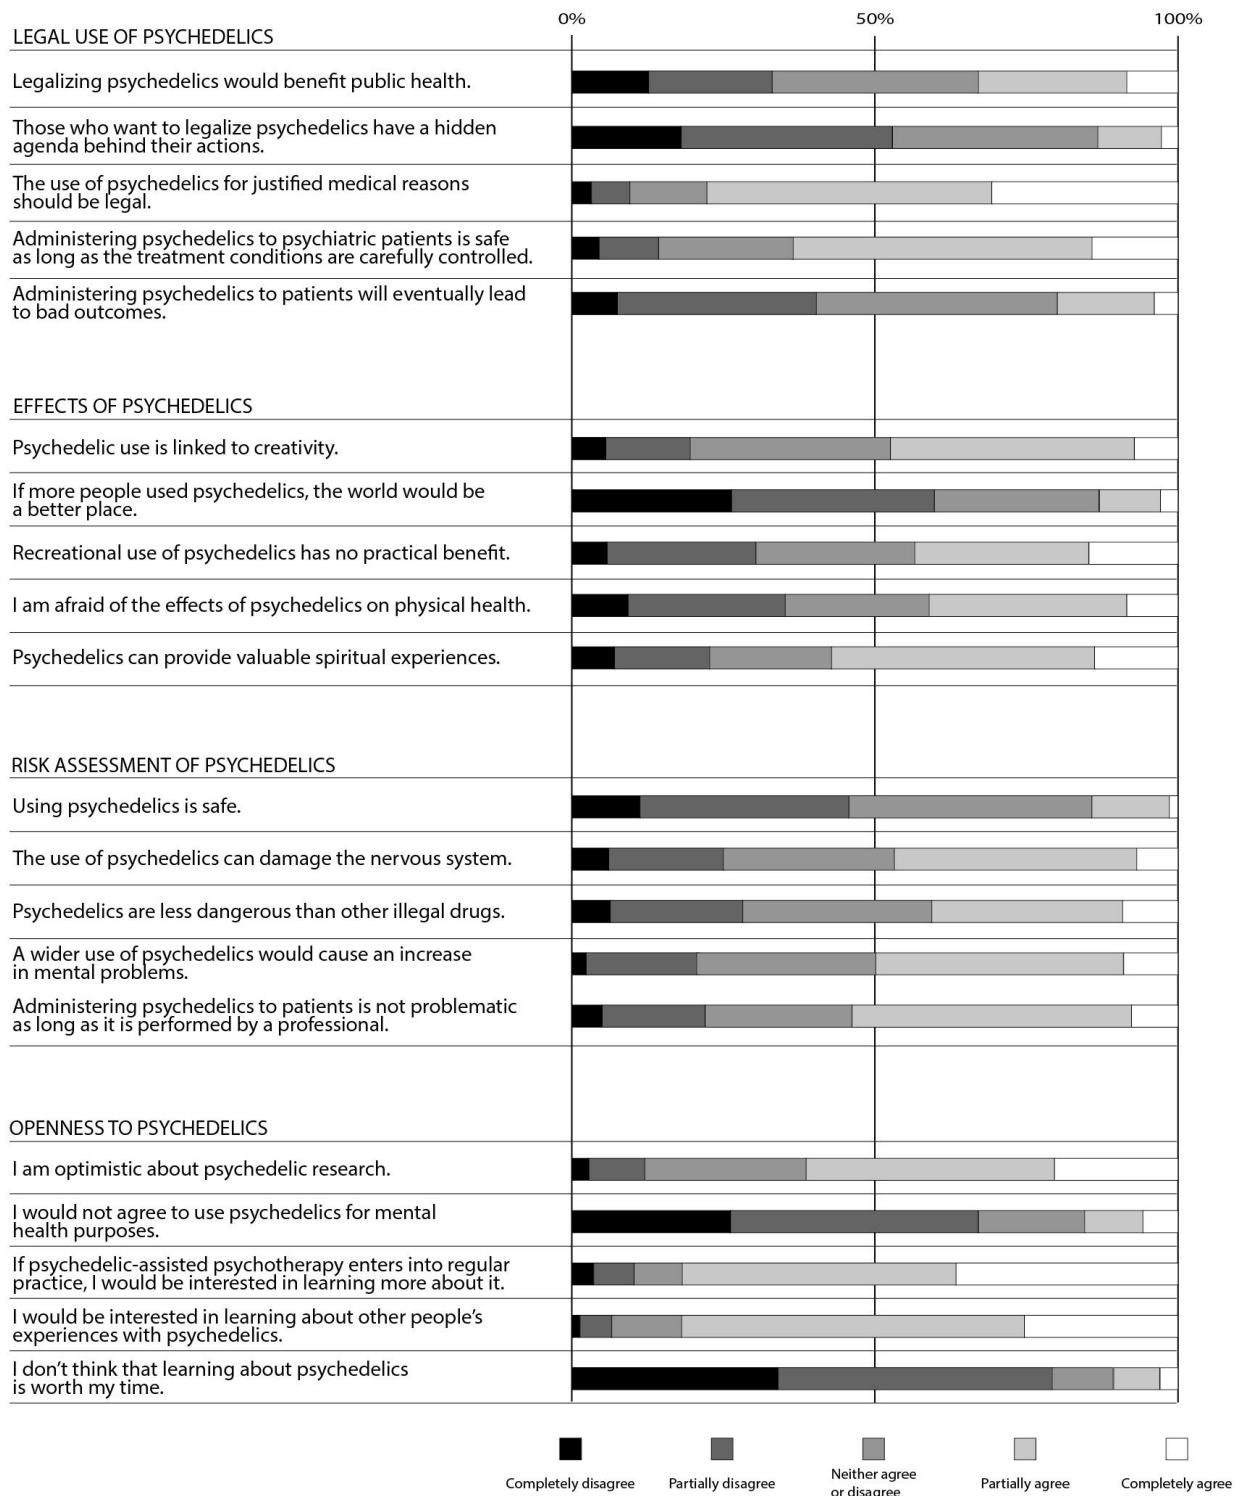 0% 50% 100%
LEGAL USE OF PSYCHEDELICS
Legalizing psychedelics would benefit public health.
Those who want to legalize psychedelics have a hidden
agenda behind their actions.
The use of psychedelics for justified medical reasons
should be legal.
Administering psychedelics to psychiatric patients is safe
as long as the treatment conditions are carefully controlled.
Administering psychedelics to patients will eventually lead
to bad outcomes.
EFFECTS OF PSYCHEDELICS
Psychedelic use is linked to creativity.
If more people used psychedelics, the world would be
a better place.
Recreational use of psychedelics has no practical benefit.
I am afraid of the effects of psychedelics on physical health.
Psychedelics can provide valuable spiritual experiences.
RISK ASSESSMENT OF PSYCHEDELICS
Using psychedelics is safe.
The use of psychedelics can damage the nervous system.
Psychedelics are less dangerous than other illegal drugs.
A wider use of psychedelics would cause an increase
in mental problems.
Administering psychedelics to patients is not problematic
as long as it is performed by a professional.
OPENNESS TO PSYCHEDELICS
I am optimistic about psychedelic research.
I would not agree to use psychedelics for mental
health purposes.
If psychedelic-assisted psychotherapy enters into regular
practice, I would be interested in learning more about it.
I would be interested in learning about other people's
experiences with psychedelics.
I don't think that learning about psychedelics
is worth my time.
Completely disagree
Partially disagree
Neither agree
or disagree
Partially agree
Completely agree